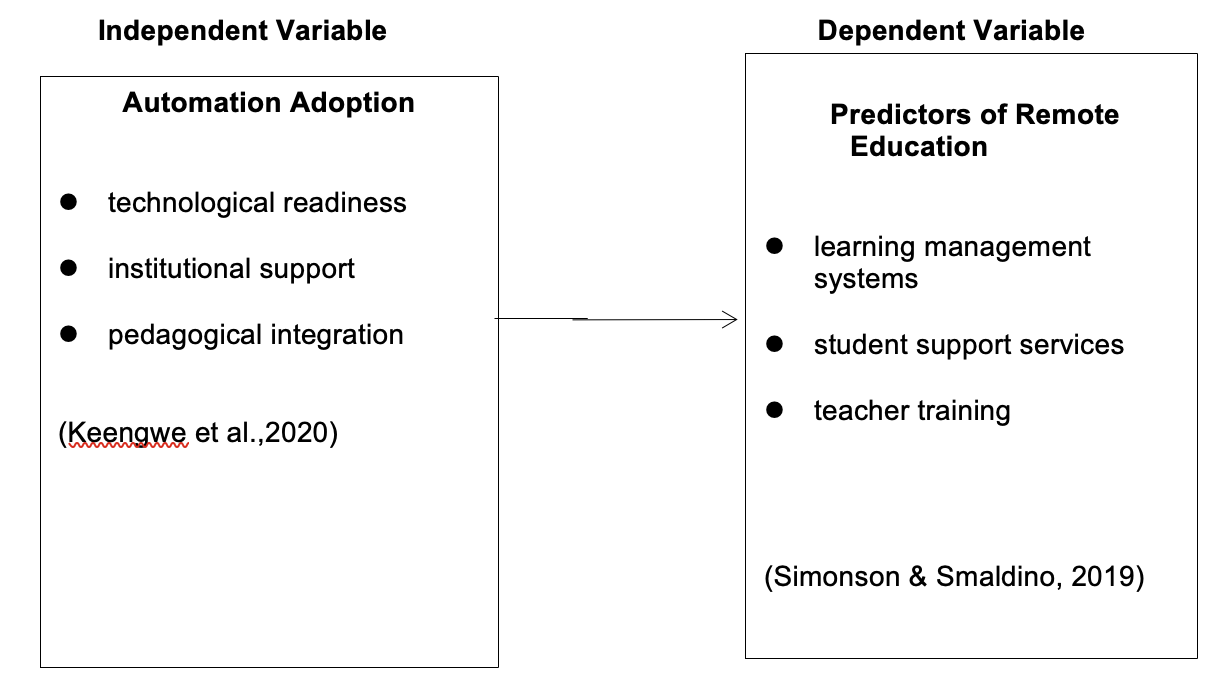 Independent Variable
Dependent Variable
Automation Adoption
● technological readiness
● institutional support
● pedagogical integration
(Keengwe et al.,2020)
Predictors of Remote
Education
● learning management
systems
● student support services
● teacher training
(Simonson & Smaldino, 2019)